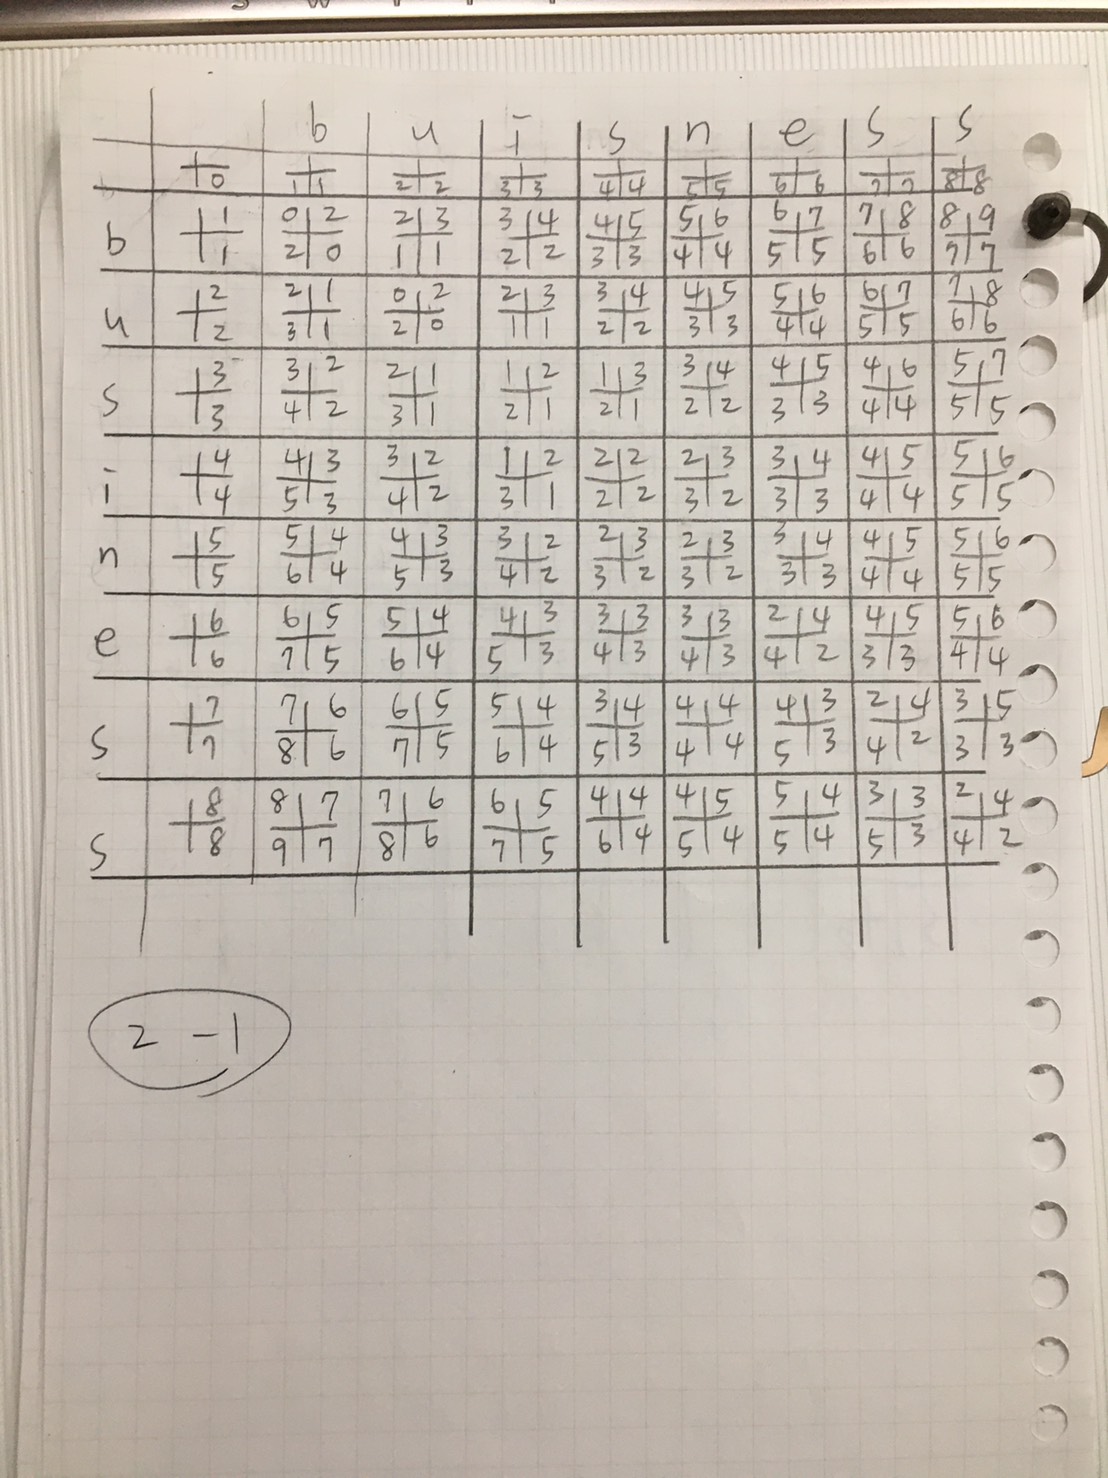 b u i s n e s s
0 1 1 2 2 3 3 4 4 5 5 6 6 7 7 8 8
1 0 2 2 3 3 4 4 5 5 6 6 7 7 8 8 9
b 1 2 0 1 1 2 2 3 3 4 4 5 5 6 6 7 7
2 2 1 0 2 2 3 3 4 4 5 5 6 6 7 7 8
u 2 3 1 2 0 1 1 2 2 3 3 4 4 5 5 6 6
3 3 2 2 1 1 2 1 3 3 4 4 5 4 6 5 7
s 3 4 2 3 1 2 1 2 1 2 2 3 3 4 4 5 5
4 4 3 3 2 1 2 2 2 2 3 3 4 4 5 5 6
i 4 5 3 4 2 3 1 2 2 3 2 3 3 4 4 5 5
5 5 4 4 3 3 2 2 3 2 3 3 4 4 5 5 6
n 5 6 4 5 3 4 2 3 2 3 2 3 3 4 4 5 5
6 6 5 5 4 4 3 3 3 3 3 2 4 4 5 5 6
e 6 7 5 6 4 5 3 4 3 4 3 4 2 3 3 4 4
7 7 6 6 5 5 4 3 4 4 4 4 3 2 4 3 5
s 7 8 6 7 5 6 4 5 3 4 4 5 3 4 2 3 3
8 8 7 7 6 6 5 4 4 4 5 5 4 3 3 2 4
s 8 9 7 8 6 7 5 6 4 5 4 5 4 5 3 4 2
2 -1